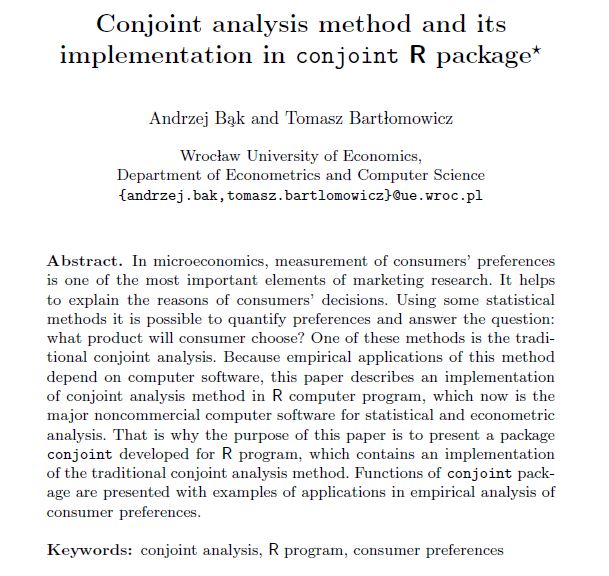 Conjoint analysis method and its
implementation in conjoint R package*
Andrzej Bąk and Tomasz Bartłomowicz
Wrocław University of Economics,
Department of Econometrics and Computer Science
{andrzej.bak,tomasz.bartlomowicz}@ue.wroc.pl
Abstract. In microeconomics, measurement of consumers' preferences
is one of the most important elements of marketing research. It helps
to explain the reasons of consumers' decisions. Using some statistical
methods it is possible to quantify preferences and answer the question:
what product will consumer choose? One of these methods is the tradi-
tional conjoint analysis. Because empirical applications of this method
depend on computer software, this paper describes an implementation
of conjoint analysis method in R computer program, which now is the
major noncommercial computer software for statistical and econometric
analysis. That is why the purpose of this paper is to present a package
conjoint developed for R program, which contains an implementation
of the traditional conjoint analysis method. Functions of conjoint pack-
age are presented with examples of applications in empirical analysis of
consumer preferences.
Keywords: conjoint analysis, R program, consumer preferences